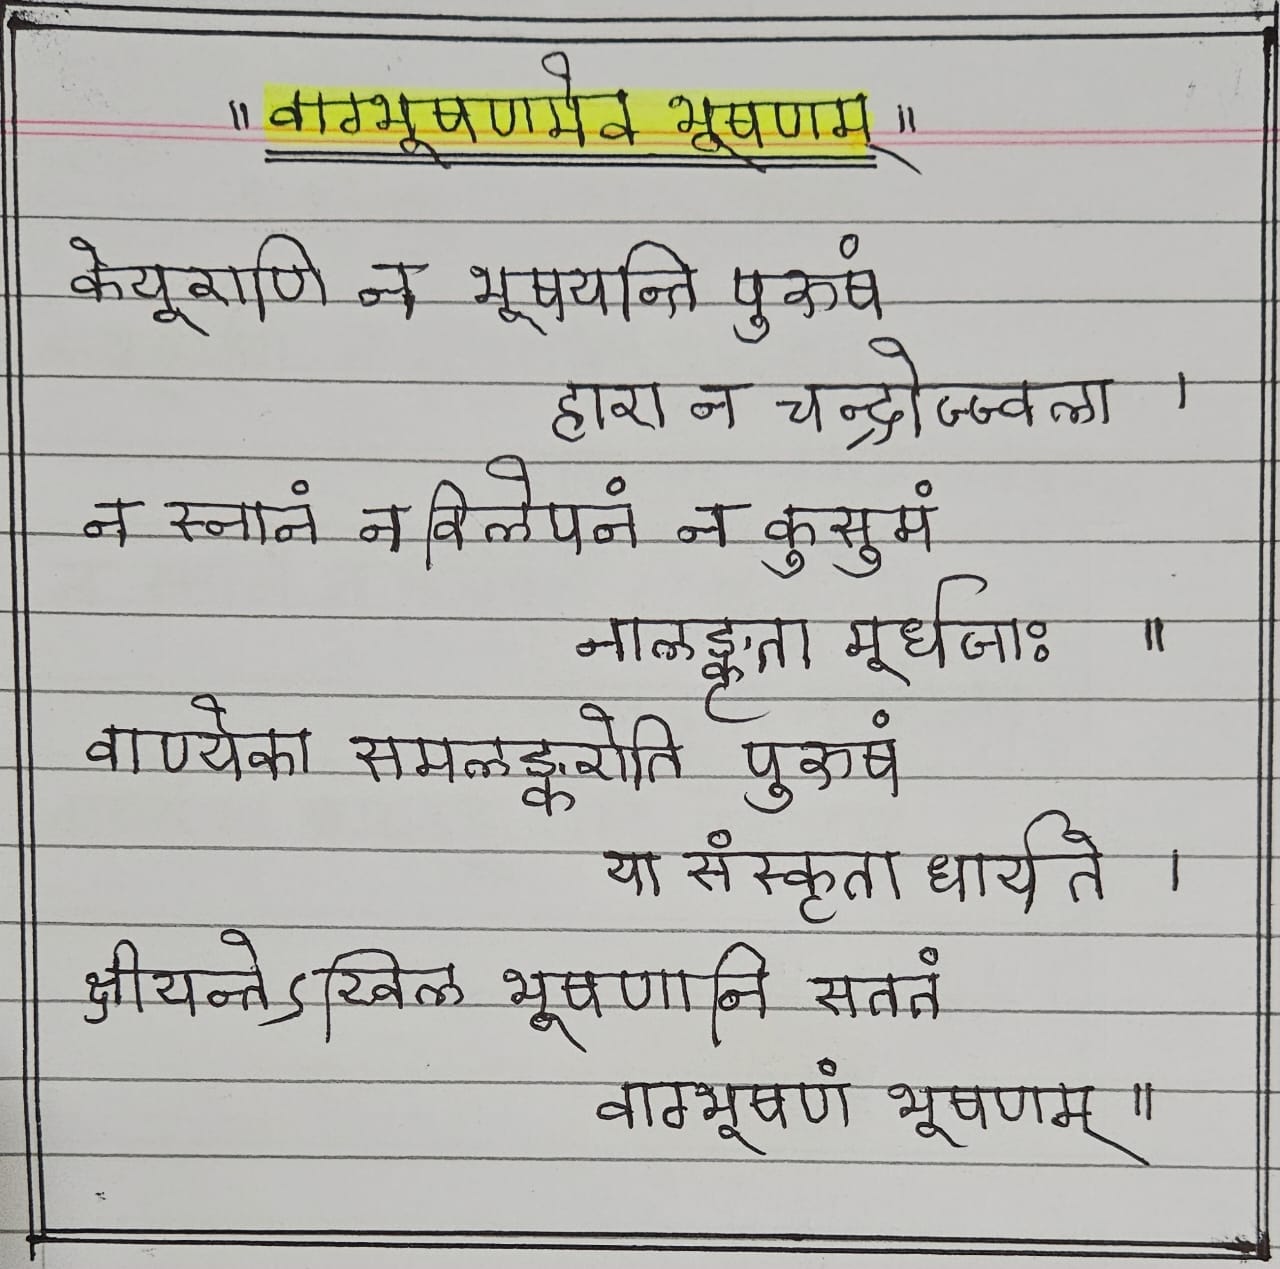 ॥ वाग्भूषणमेव भूषणम् ॥
केयूराणि न भूषयन्ति पुरुषं
हारा न चन्द्रोज्ज्वला ।
न स्नानं न विलेपनं न कुसुमं
नालङ्कृता मूर्धजाः ॥
वाण्येका समलङ्करोति पुरुषं
या संस्कृता धार्यते ।
क्षीयन्तेऽखिल भूषणानि सततं
वाग्भूषणं भूषणम् ॥